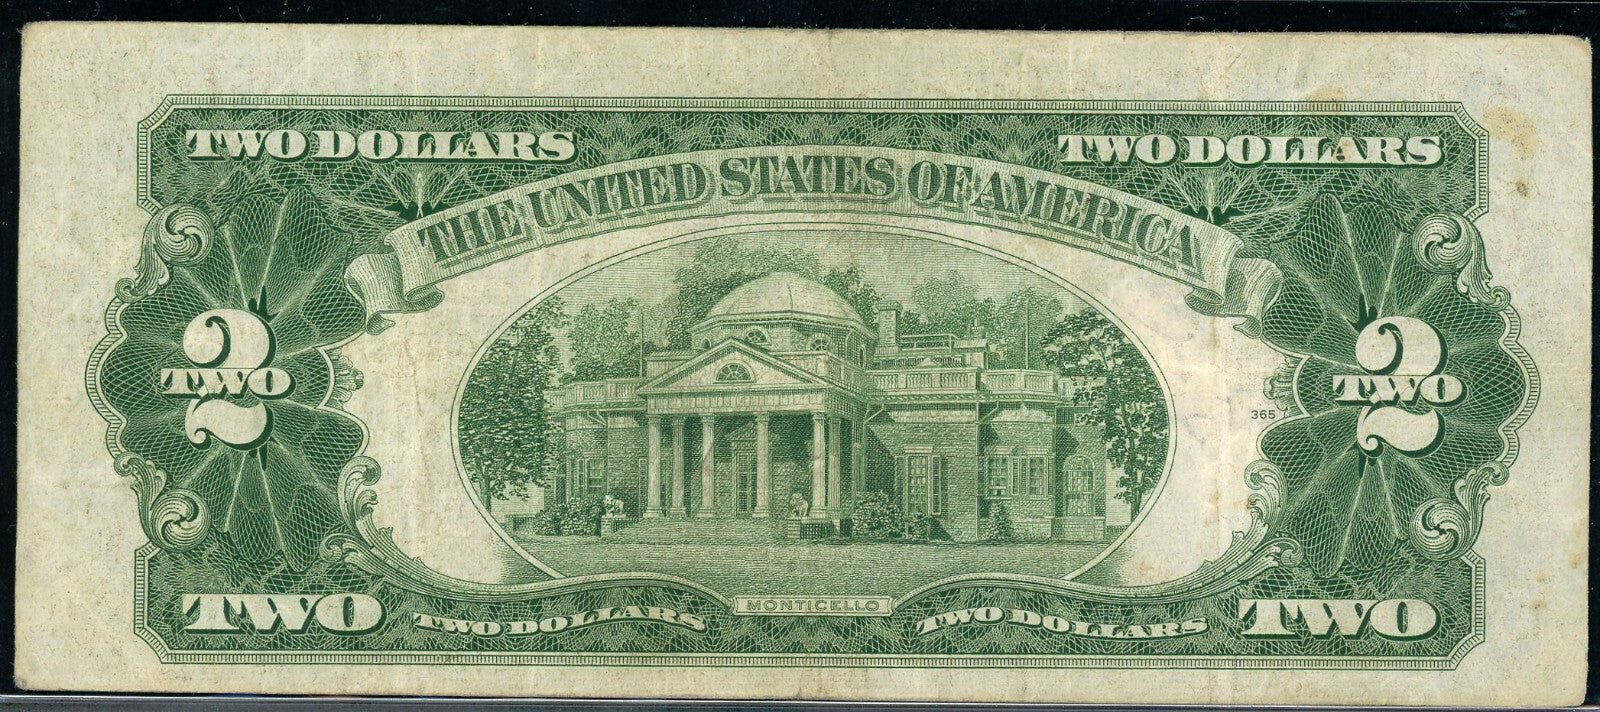 TWO DOLLARS
TWO DOLLARS
THE UNITED STATES OF AMERICA
2
TWO
2
TWO
365
TWO
TWO DOLLARS
MONTICELLO
TWO DOLLARS
TWO